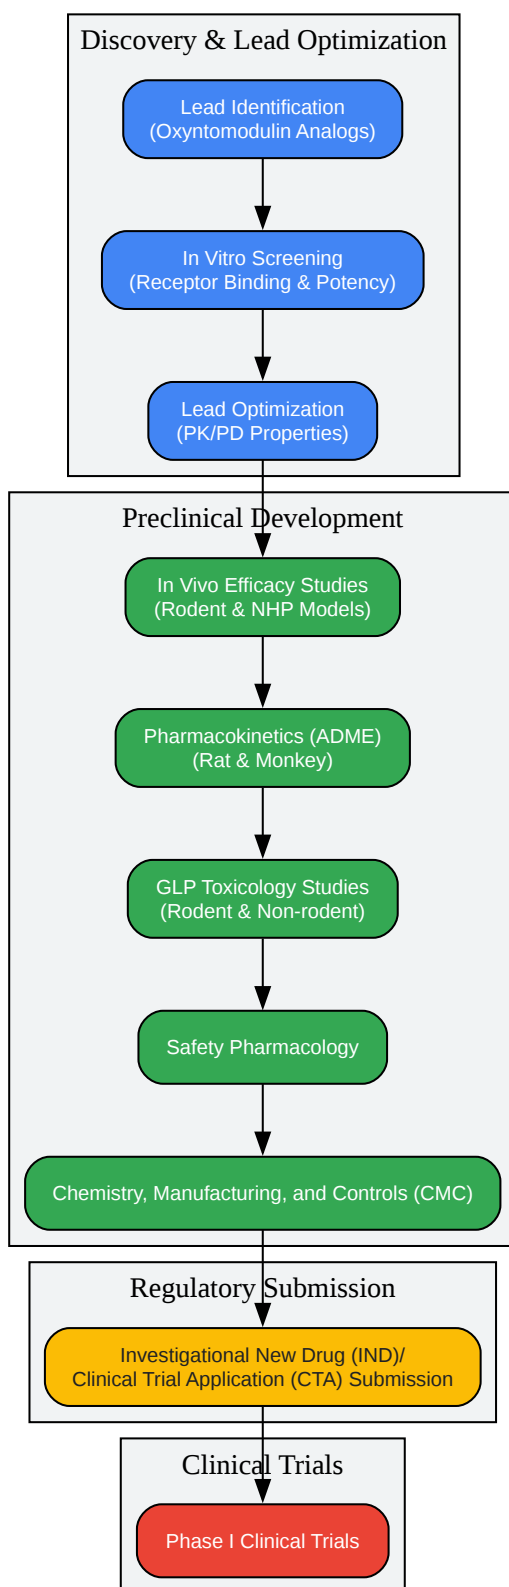 Discovery & Lead Optimization
Lead Identification
(Oxyntomodulin Analogs)
In Vitro Screening
(Receptor Binding & Potency)
Lead Optimization
(PK/PD Properties)
Preclinical Development
In Vivo Efficacy Studies
(Rodent & NHP Models)
Pharmacokinetics (ADME)
(Rat & Monkey)
GLP Toxicology Studies
(Rodent & Non-rodent)
Safety Pharmacology
Chemistry, Manufacturing, and Controls (CMC)
Regulatory Submission
Investigational New Drug (IND)/
Clinical Trial Application (CTA) Submission
Clinical Trials
Phase I Clinical Trials